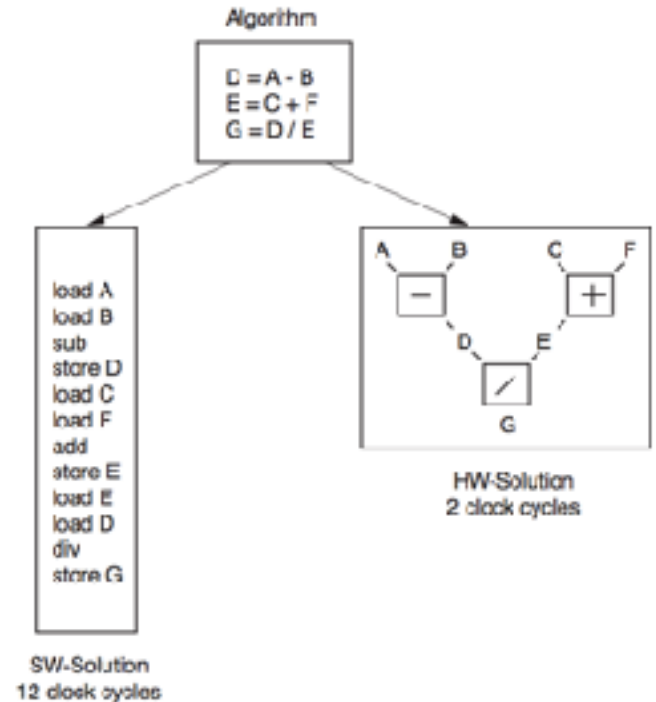 Algorithm
D = A - B
E = C + F
G = D / E
load A
load B
sub
store D
load C
load F
add
store E
load E
load D
div
store G
SW-Solution
12 clock cycles
A B C F
− +
D E
/
G
HW-Solution
2 clock cycles